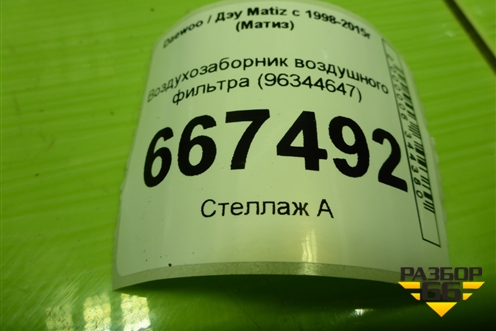 Daewoo / Дэу Matiz с 1998-2015г
(Матиз)
Воздухозаборник воздушного
фильтра (96344647)
667492
Стеллаж А
РАЗБОР
66